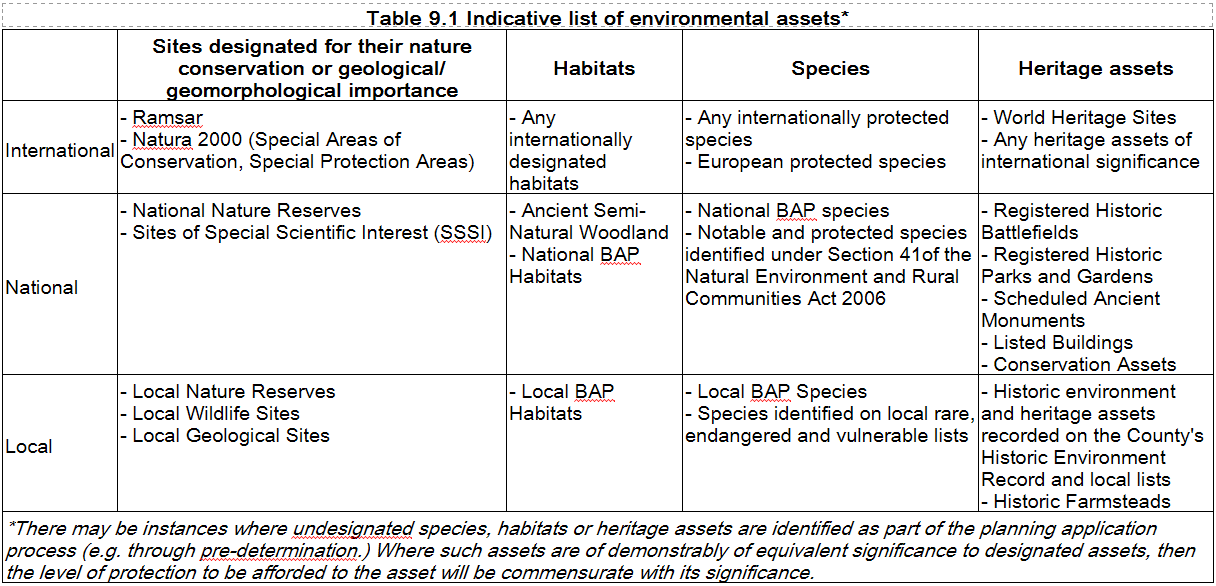 Table 9.1 Indicative list of environmental assets*
Sites designated for their nature
conservation or geological/
geomorphological importance
Habitats
Species
Heritage assets
International
- Ramsar
- Natura 2000 (Special Areas of
Conservation, Special Protection Areas)
- Any
internationally
designated
habitats
- Any internationally protected
species
- European protected species
- World Heritage Sites
- Any heritage assets of
international significance
National
- National Nature Reserves
- Sites of Special Scientific Interest (SSSI)
- Ancient Semi-
Natural Woodland
- National BAP
Habitats
- National BAP species
- Notable and protected species
identified under Section 41of the
Natural Environment and Rural
Communities Act 2006
- Registered Historic
Battlefields
- Registered Historic
Parks and Gardens
- Scheduled Ancient
Monuments
- Listed Buildings
- Conservation Assets
Local
- Local Nature Reserves
- Local Wildlife Sites
- Local Geological Sites
- Local BAP
Habitats
- Local BAP Species
- Species identified on local rare,
endangered and vulnerable lists
- Historic environment
and heritage assets
recorded on the County's
Historic Environment
Record and local lists
- Historic Farmsteads
*There may be instances where undesignated species, habitats or heritage assets are identified as part of the planning application
process (e.g. through pre-determination.) Where such assets are of demonstrably of equivalent significance to designated assets, then
the level of protection to be afforded to the asset will be commensurate with its significance.